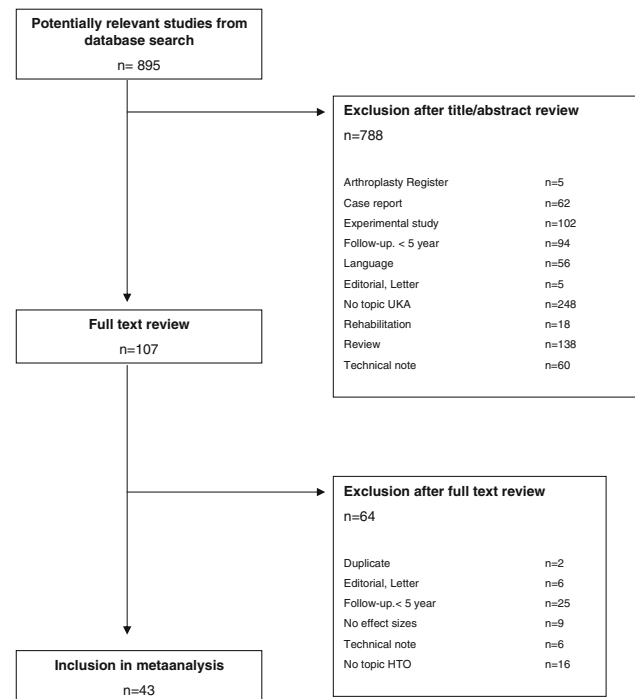 Potentially relevant studies from
database search
n= 895
Exclusion after title/abstract review
n=788
Arthroplasty Register n=5
Case report n=62
Experimental study n=102
Follow-up. < 5 year n=94
Language n=56
Editorial, Letter n=5
No topic UKA n=248
Rehabilitation n=18
Review n=138
Technical note n=60
Full text review
n=107
Exclusion after full text review
n=64
Duplicate n=2
Editorial, Letter n=6
Follow-up.< 5 year n=25
No effect sizes n=9
Technical note n=6
No topic HTO n=16
Inclusion in metaanalysis
n=43